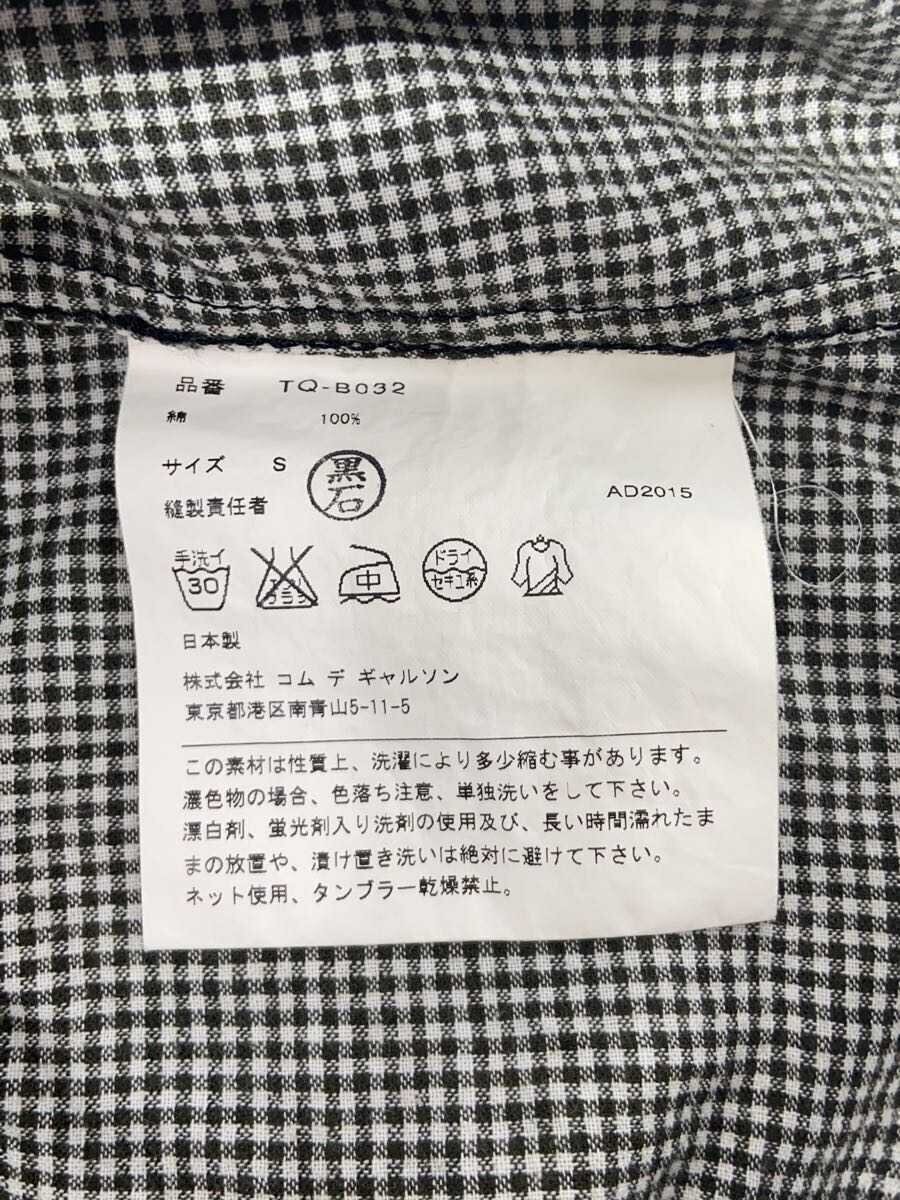 品番 TQ-B032
綿 100%
サイズ S
黒石
縫製責任者
AD2015
手洗イ
30
エンソ
サラシ
中
ドライ
セキユ系
日本製
株式会社 コム デ ギャルソン
東京都港区南青山5-11-5
この素材は性質上、洗濯により多少縮む事があります。
濃色物の場合、色落ち注意、単独洗いをして下さい。
漂白剤、蛍光剤入り洗剤の使用及び、長い時間濡れたま
まの放置や、漬け置き洗いは絶対に避けて下さい。
ネット使用、タンブラー乾燥禁止。